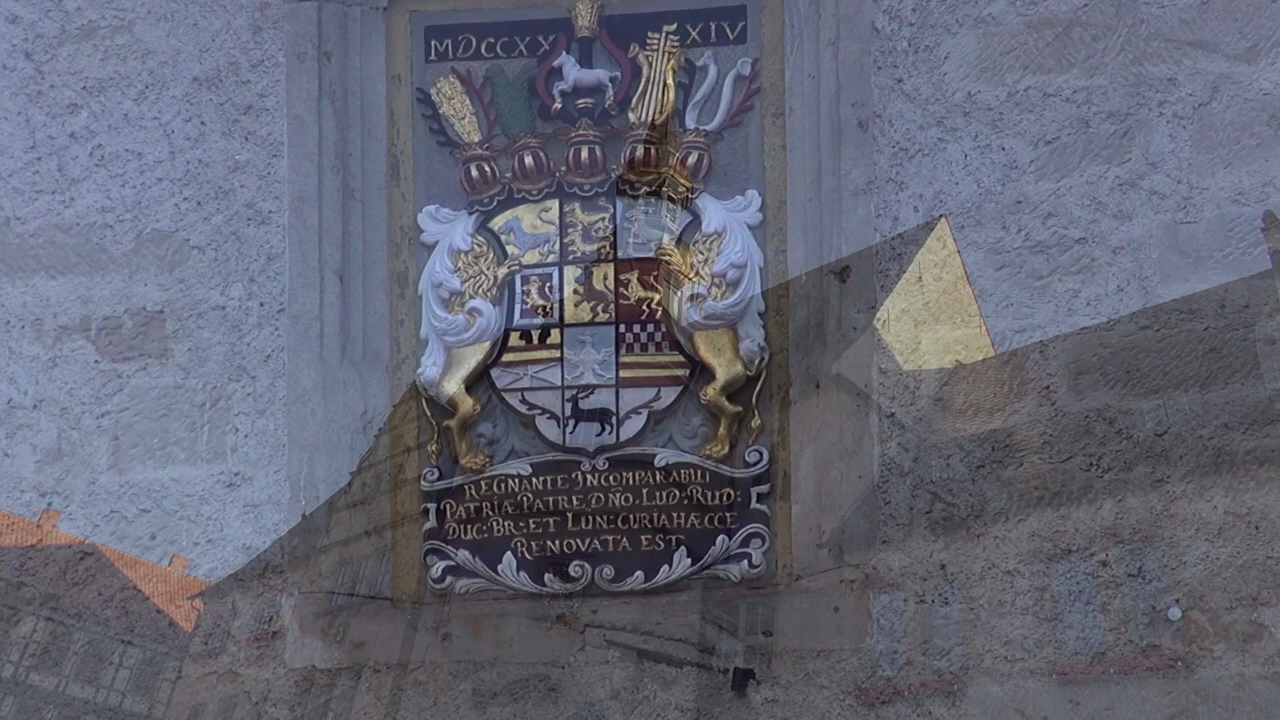 MDCCXX XIV
REGNANTE INCOMPARABILI
PATRIÆ PATRE, DÑO. LUD: RUD:
DUC: BR: ET LUN: CURIA HÆCCE
RENOVATA EST